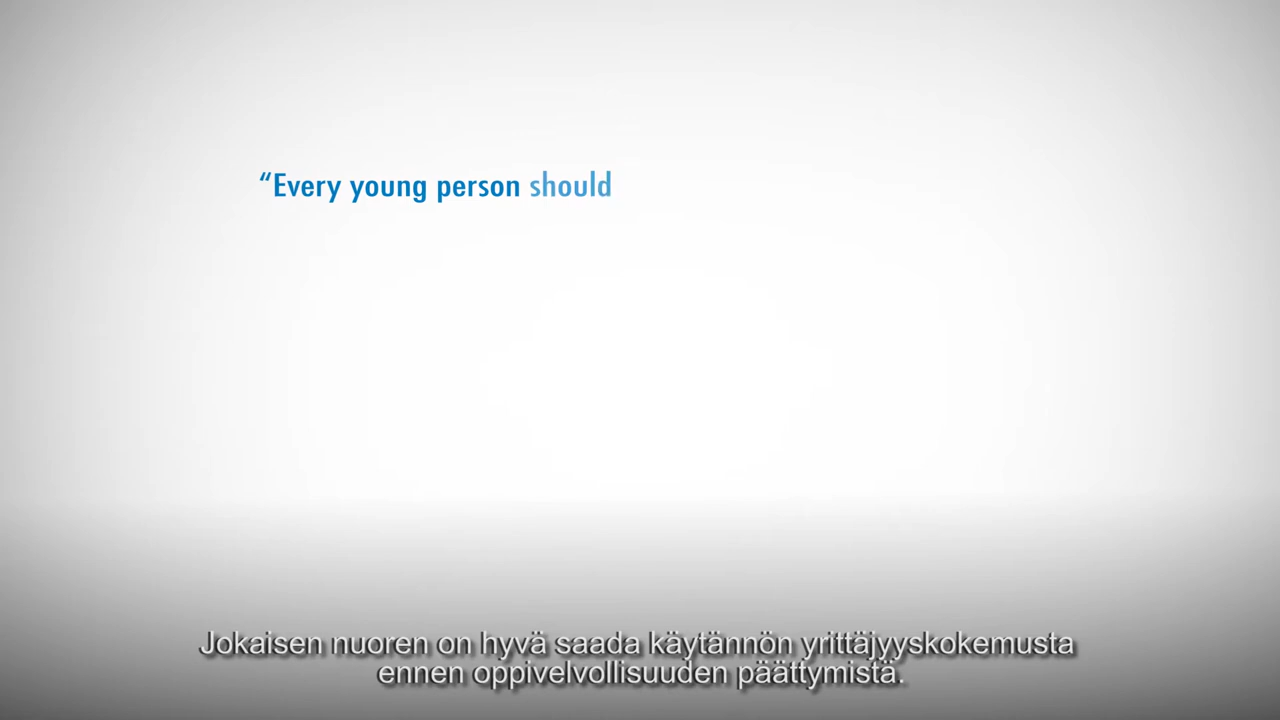 “Every young person should
Jokaisen nuoren on hyvä saada käytännön yrittäjyyskokemusta
ennen oppivelvollisuuden päättymistä.